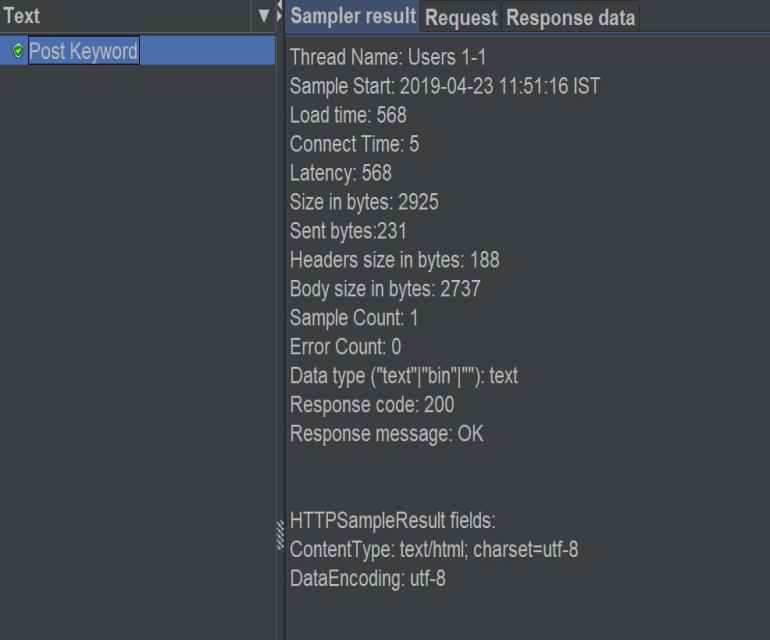 Text
Post Keyword
Sampler result Request Response data
Thread Name: Users 1-1
Sample Start: 2019-04-23 11:51:16 IST
Load time: 568
Connect Time: 5
Latency: 568
Size in bytes: 2925
Sent bytes:231
Headers size in bytes: 188
Body size in bytes: 2737
Sample Count: 1
Error Count: 0
Data type ("text"|"bin"|""): text
Response code: 200
Response message: OK
HTTPSampleResult fields:
ContentType: text/html; charset=utf-8
DataEncoding: utf-8